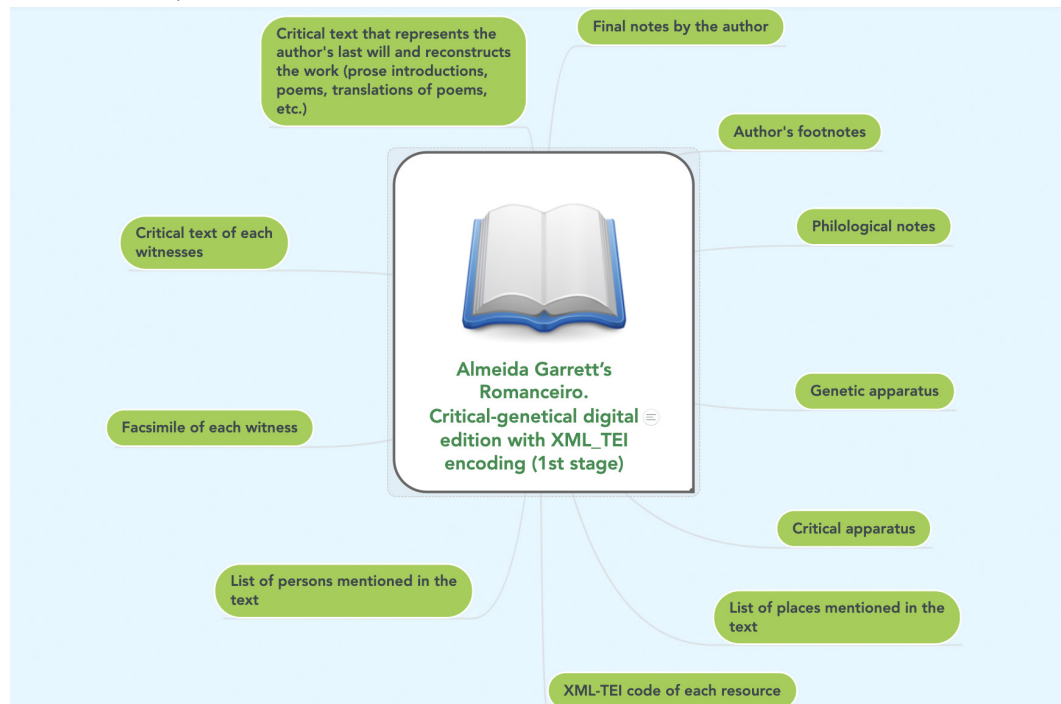 Critical text that represents the
author's last will and reconstructs
the work (prose introductions,
poems, translations of poems,
etc.)
Final notes by the author
Author's footnotes
Critical text of each
witnesses
Philological notes
Almeida Garrett’s
Romanceiro.
Critical-genetical digital
edition with XML_TEI
encoding (1st stage)
Genetic apparatus
Facsimile of each witness
Critical apparatus
List of persons mentioned in the
text
List of places mentioned in the
text
XML-TEI code of each resource